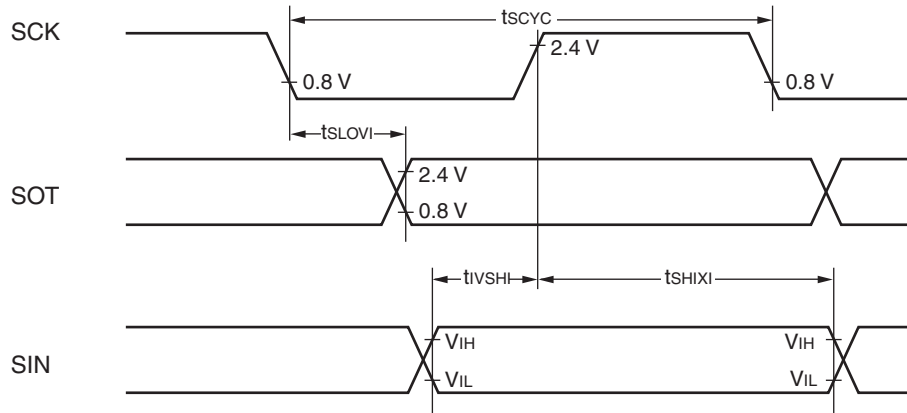 tSCYC
SCK
2.4 V
0.8 V
0.8 V
tSLOVI
SOT
2.4 V
0.8 V
tIVSHI
tSHIXI
SIN
VIH
VIH
VIL
VIL